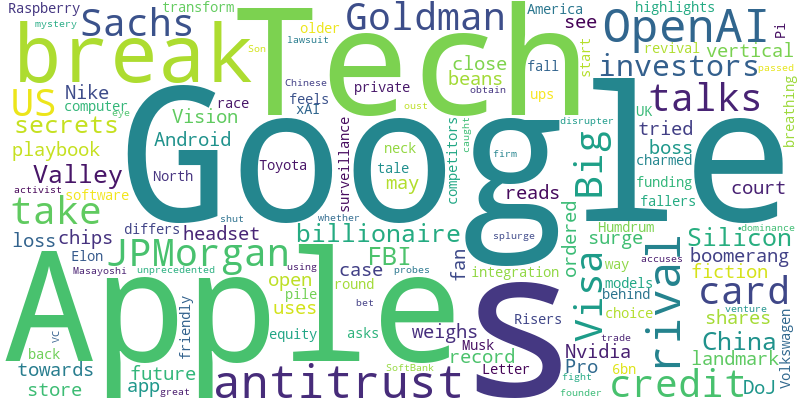 Raspberry
mystery
Sachs
transform
Son
lawsuit
Tech
Goldman
America
older
see
OpenAI
highlights
revival
vertical
Pi
break
close
beans
start
investors
US
Nike
computer
eye
race
Chinese
xAI
feels
private
obtain
fall
ups
talks
passed
breathing
secrets
Vision
Android
playbook
Google
surveillance
neck
tale
may
competitors
firm
disrupter
Big
UK
tried
boss
charmed
Valley
North
Toyota
activist
software
reads
funding
court
card
fallers
take
differs
shut
whether
headset
billionaire
splurge
ordered
Humdrum
surge
dominance
Silicon
loss
chips
Elon
Masayoshi
unprecedented
JPMorgan
using
FBI
case
probes
fan
integration
Visa
way
rival
accuses
boomerang
fiction
Apple
vc
back
towards
store
friendly
future
app
great
open
uses
pile
round
bet
equity
asks
weighs
record
S
Risers
Musk
Letter
models
behind
choice
6bn
trade
venture
card
shares
China
landmark
Volkswagen
Nvidia
Pro
antitrust
SoftBank
caught
oust
fight
founder
credit
DoJ